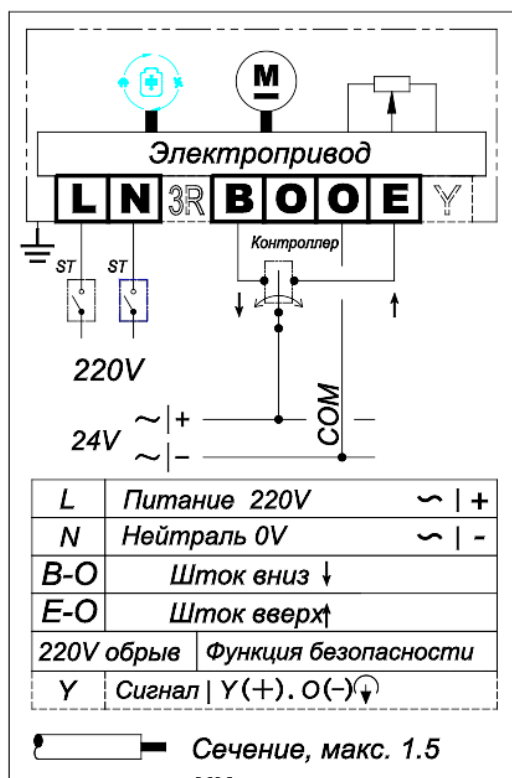 M
Электропривод
L N 3R B O O E Y
Контроллер
ST ST
220V
COM
24V ~|+
~|-
L Питание 220V ~ | +
N Нейтраль 0V ~ | -
B-O Шток вниз ↓
E-O Шток вверх↑
220V обрыв Функция безопасности
Y Сигнал | Y(+). O(-)
Сечение, макс. 1.5